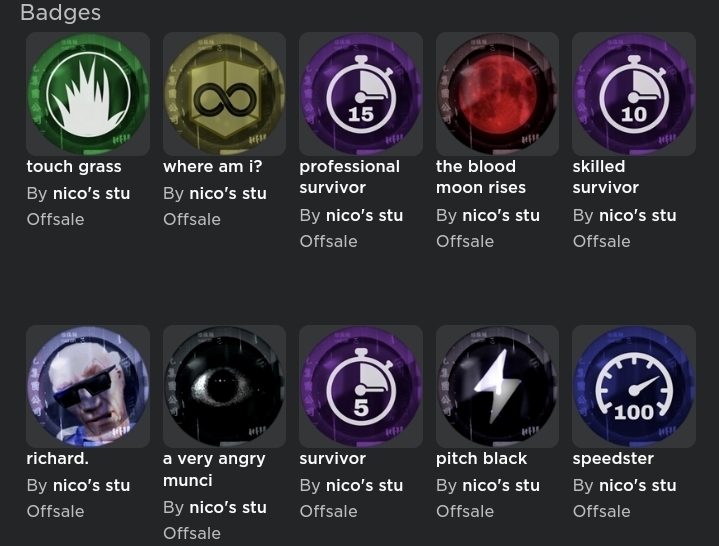 Badges
15
10
touch grass
where am i?
professional
survivor
the blood
moon rises
skilled
survivor
By nico's stu
By nico's stu
By nico's stu
By nico's stu
By nico's stu
Offsale
Offsale
Offsale
Offsale
Offsale
5
100
richard.
a very angry
munci
survivor
pitch black
speedster
By nico's stu
By nico's stu
By nico's stu
By nico's stu
By nico's stu
Offsale
Offsale
Offsale
Offsale
Offsale